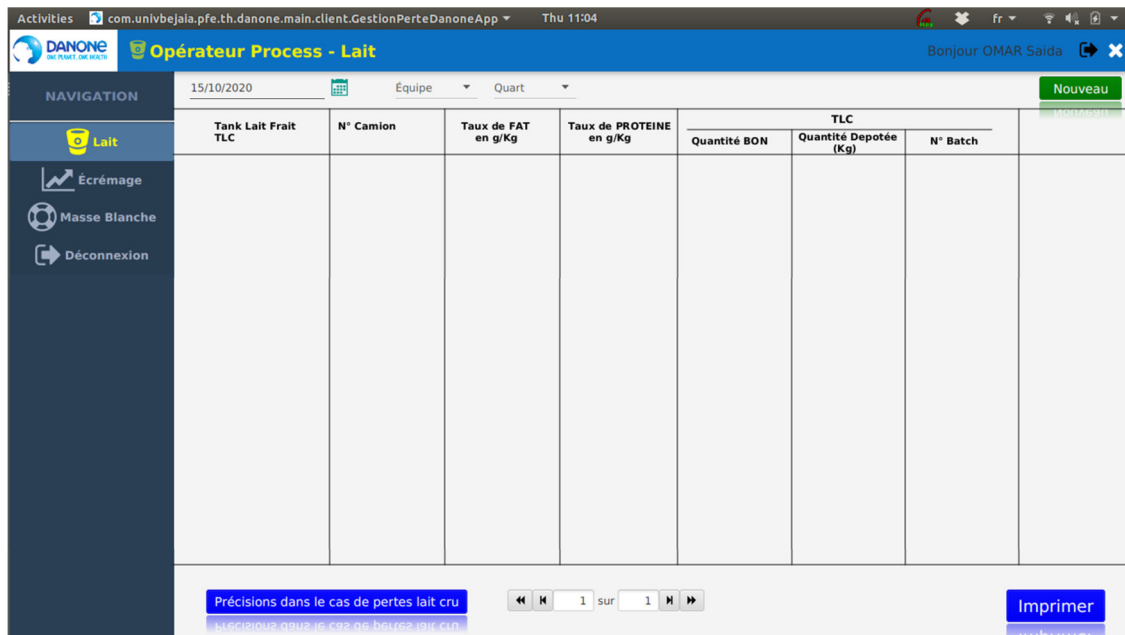 Activities com.univbejaia.pfe.th.danone.main.client.GestionPerteDanoneApp Thu 11:04 fr
DANONE
ONE PLANET. ONE HEALTH
Opérateur Process - Lait
Bonjour OMAR Saida
NAVIGATION
Lait
Écrémage
Masse Blanche
Déconnexion
15/10/2020 Équipe Quart Nouveau
Tank Lait Frait
TLC
N° Camion
Taux de FAT
en g/Kg
Taux de PROTEINE
en g/Kg
TLC
Quantité BON
Quantité Depotée
(Kg)
N° Batch
Précisions dans le cas de pertes lait cru
1 sur 1
Imprimer